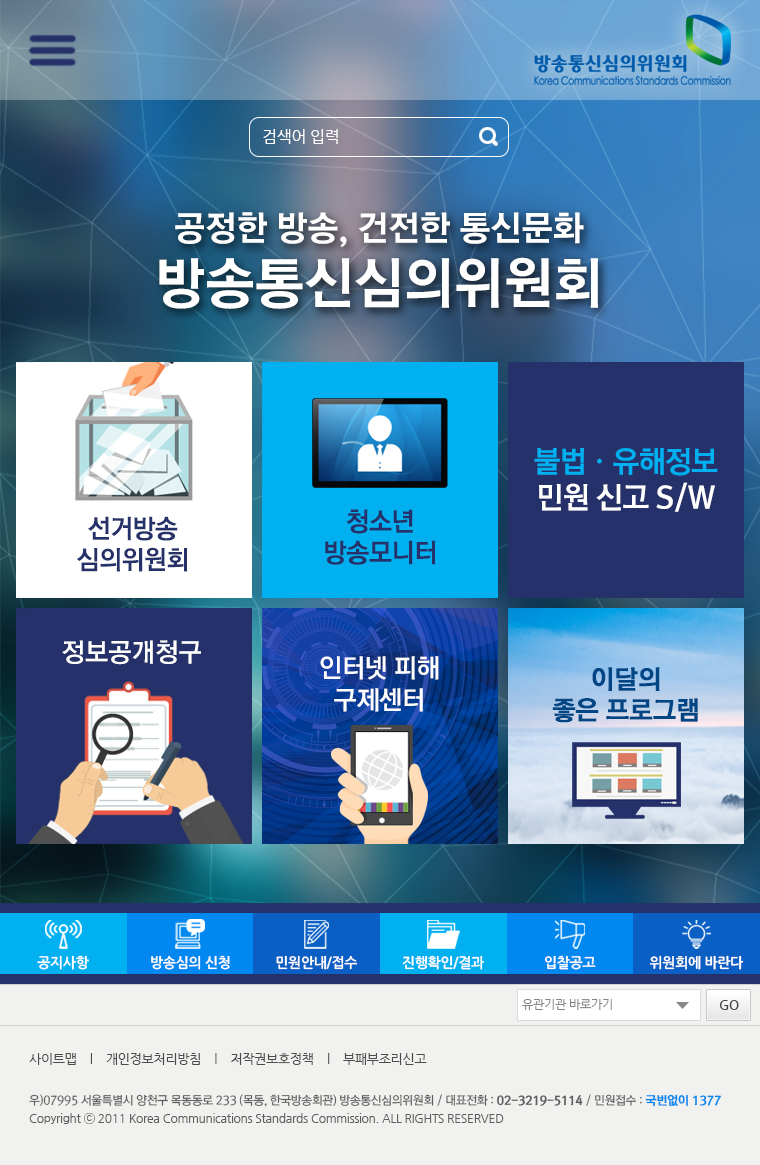 방송통신심의위원회
Korea Communications Standards Commission
검색어 입력
공정한 방송, 건전한 통신문화
방송통신심의위원회
선거방송
심의위원회
청소년
방송모니터
불법 · 유해정보
민원 신고 S/W
정보공개청구
인터넷 피해
구제센터
이달의
좋은 프로그램
공지사항
방송심의 신청
민원안내/접수
진행확인/결과
입찰공고
위원회에 바란다
유관기관 바로가기
GO
사이트맵 | 개인정보처리방침 | 저작권보호정책 | 부패부조리신고
우)07995 서울특별시 양천구 목동동로 233 (목동, 한국방송회관) 방송통신심의위원회 / 대표전화 : 02-3219-5114 / 민원접수 : 국번없이 1377
Copyright ⓒ 2011 Korea Communications Standards Commission. ALL RIGHTS RESERVED